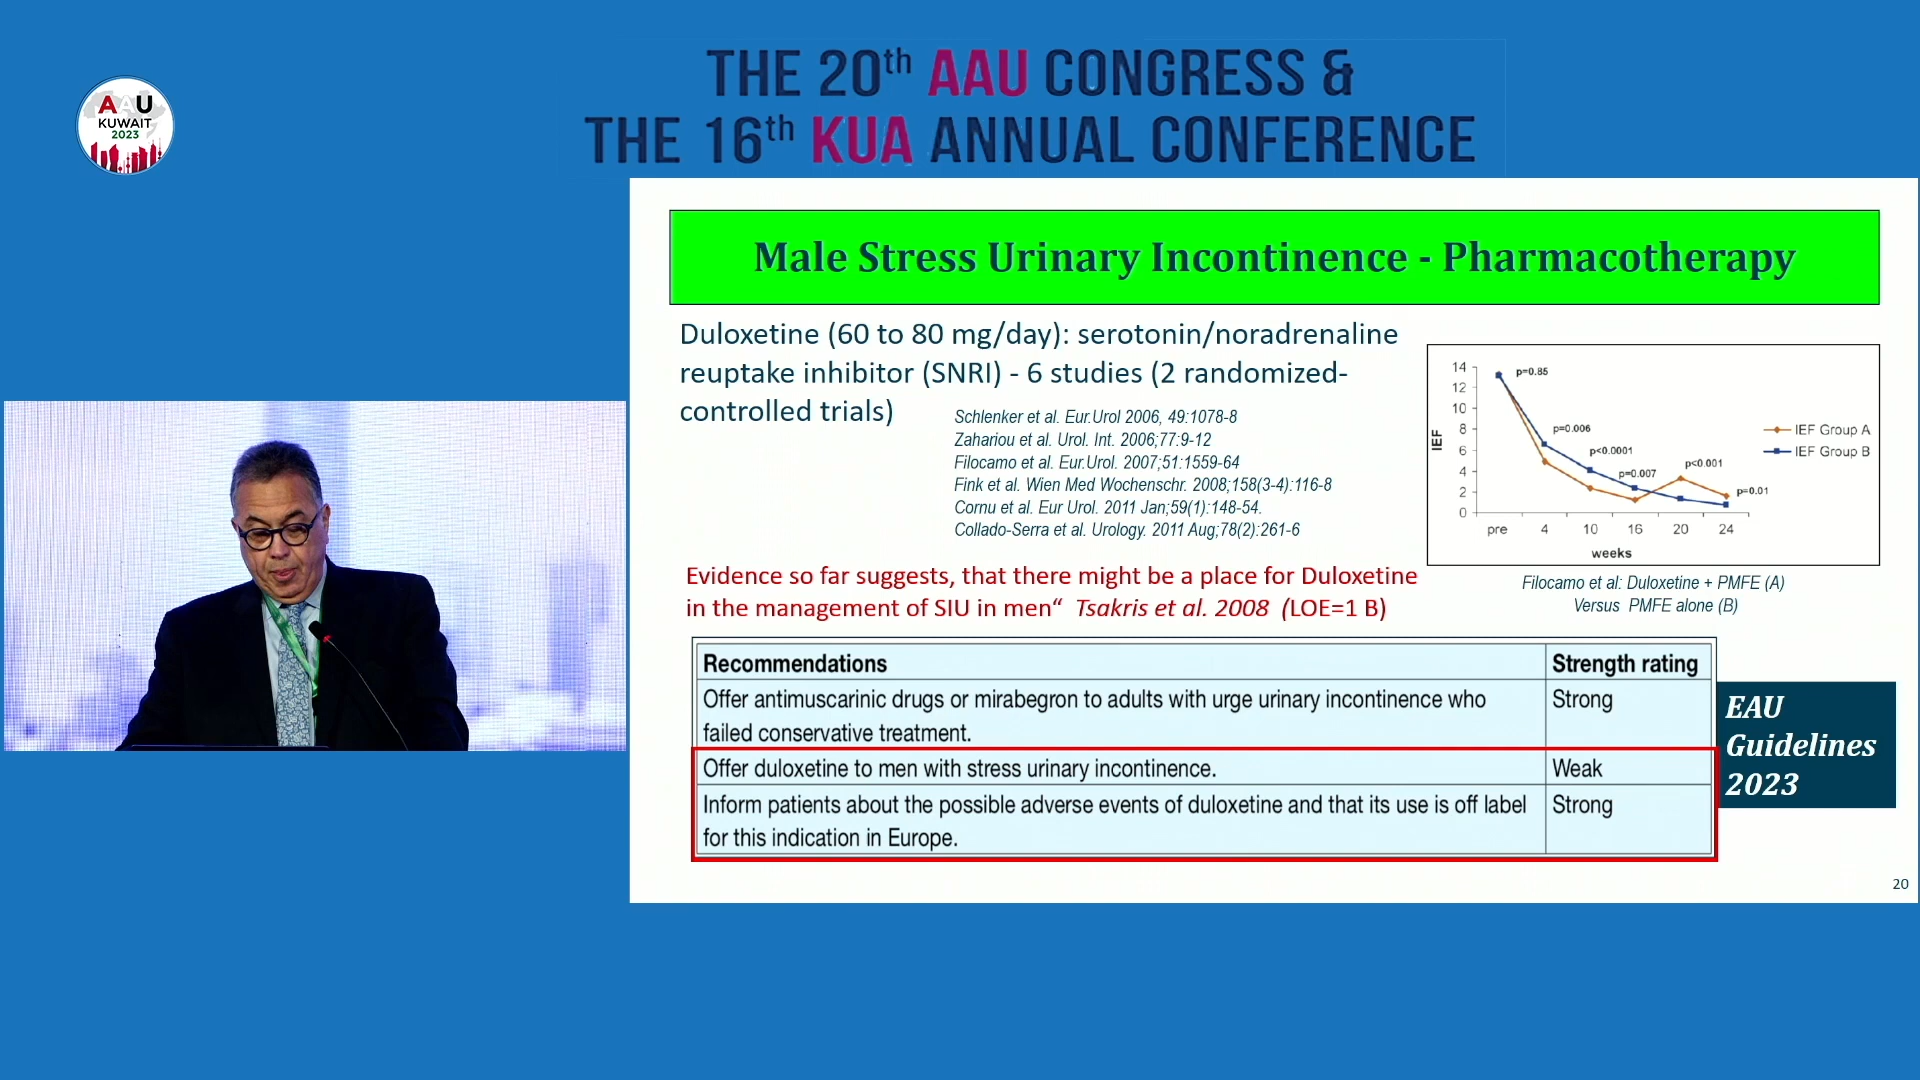 THE 20th AAU CONGRESS &
THE 16th KUA ANNUAL CONFERENCE
AAU
KUWAIT
2023
Male Stress Urinary Incontinence - Pharmacotherapy
Duloxetine (60 to 80 mg/day): serotonin/noradrenaline
reuptake inhibitor (SNRI) - 6 studies (2 randomized-
controlled trials)
Schlenker et al. Eur.Urol 2006, 49:1078-8
Zahariou et al. Urol. Int. 2006;77:9-12
Filocamo et al. Eur.Urol. 2007;51:1559-64
Fink et al. Wien Med Wochenschr. 2008;158(3-4):116-8
Cornu et al. Eur Urol. 2011 Jan;59(1):148-54.
Collado-Serra et al. Urology. 2011 Aug;78(2):261-6
14
12
10
8
6
4
2
0
IEF
p=0.85
p=0.006
p<0.0001
p=0.007
p<0.001
p=0.01
IEF Group A
IEF Group B
pre 4 10 16 20 24
weeks
Filocamo et al: Duloxetine + PMFE (A)
Versus PMFE alone (B)
Evidence so far suggests, that there might be a place for Duloxetine
in the management of SIU in men“ Tsakris et al. 2008 (LOE=1 B)
Recommendations Strength rating
Offer antimuscarinic drugs or mirabegron to adults with urge urinary incontinence who Strong
failed conservative treatment.
Offer duloxetine to men with stress urinary incontinence. Weak
Inform patients about the possible adverse events of duloxetine and that its use is off label Strong
for this indication in Europe.
EAU
Guidelines
2023
20